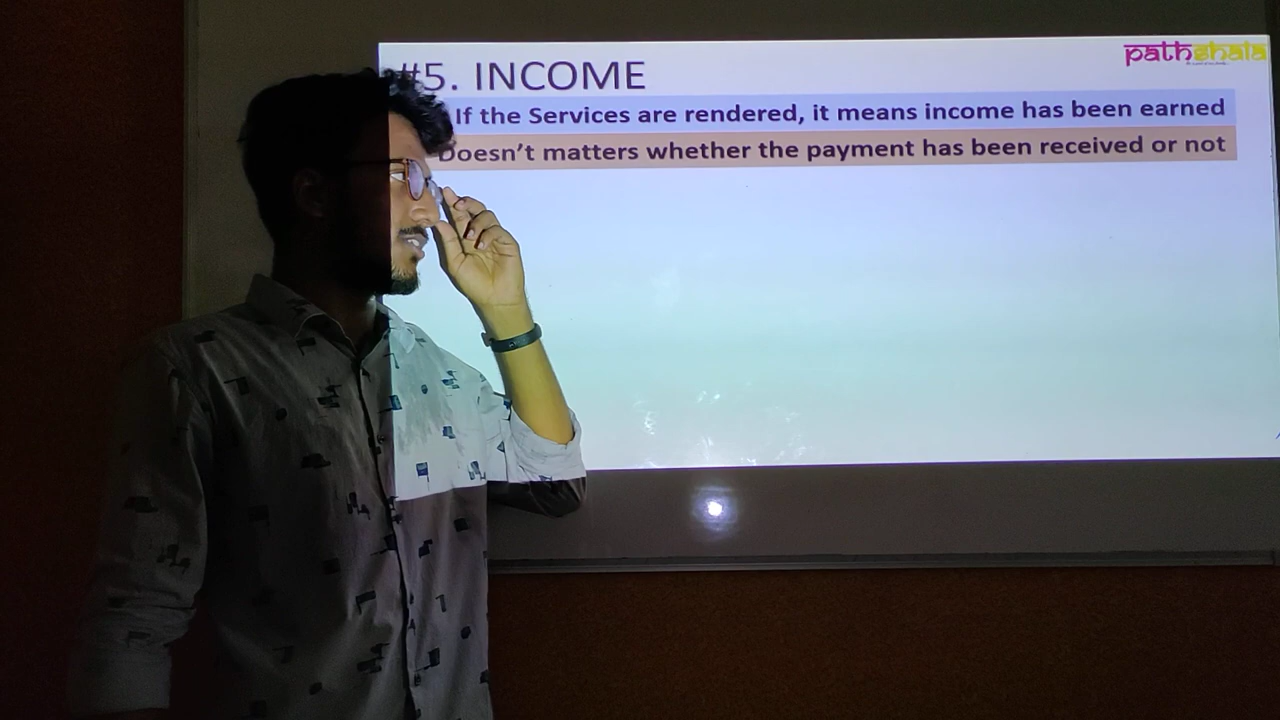 pathshala
#5. INCOME
If the Services are rendered, it means income has been earned
Doesn't matters whether the payment has been received or not